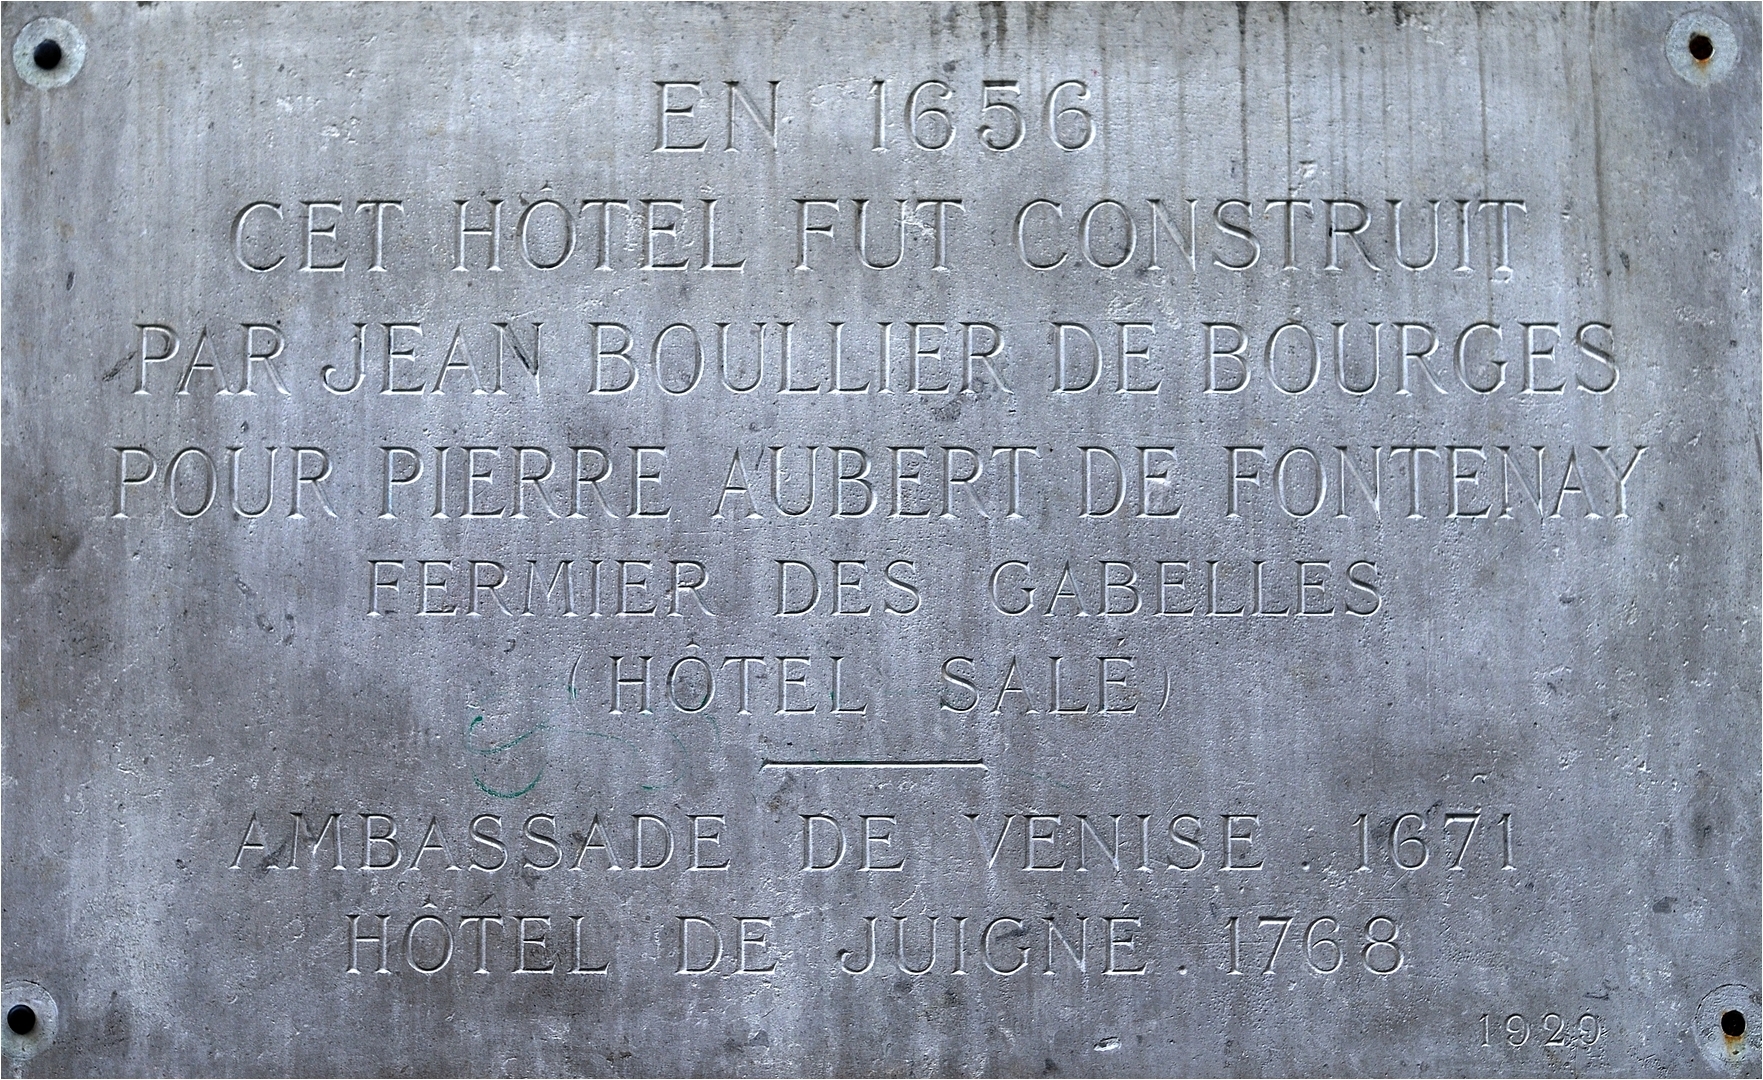 EN 1656
CET HÔTEL FUT CONSTRUIT
PAR JEAN BOULLIER DE BOURGES
POUR PIERRE AUBERT DE FONTENAY
FERMIER DES GABELLES
(HÔTEL SALÉ)
AMBASSADE DE VENISE . 1671
HÔTEL DE JUIGNÉ . 1768
1929